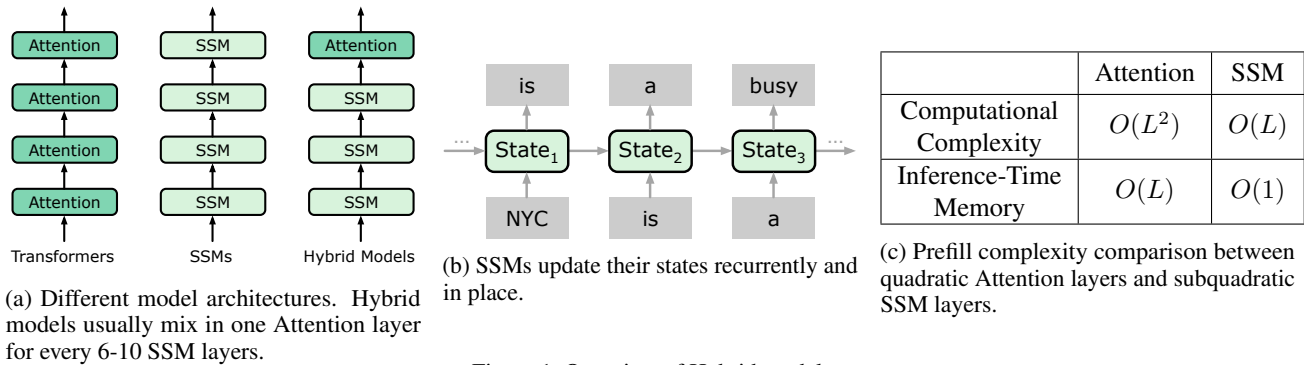 Attention
SSM
Attention
Attention
SSM
SSM
Attention
SSM
SSM
Attention
SSM
SSM
Transformers
SSMs
Hybrid Models
(a) Different model architectures. Hybrid
models usually mix in one Attention layer
for every 6-10 SSM layers.
is
a
busy
...
State1
State2
State3
...
NYC
is
a
(b) SSMs update their states recurrently and
in place.
Attention
SSM
Computational
Complexity
O(L²)
O(L)
Inference-Time
Memory
O(L)
O(1)
(c) Prefill complexity comparison between
quadratic Attention layers and subquadratic
SSM layers.